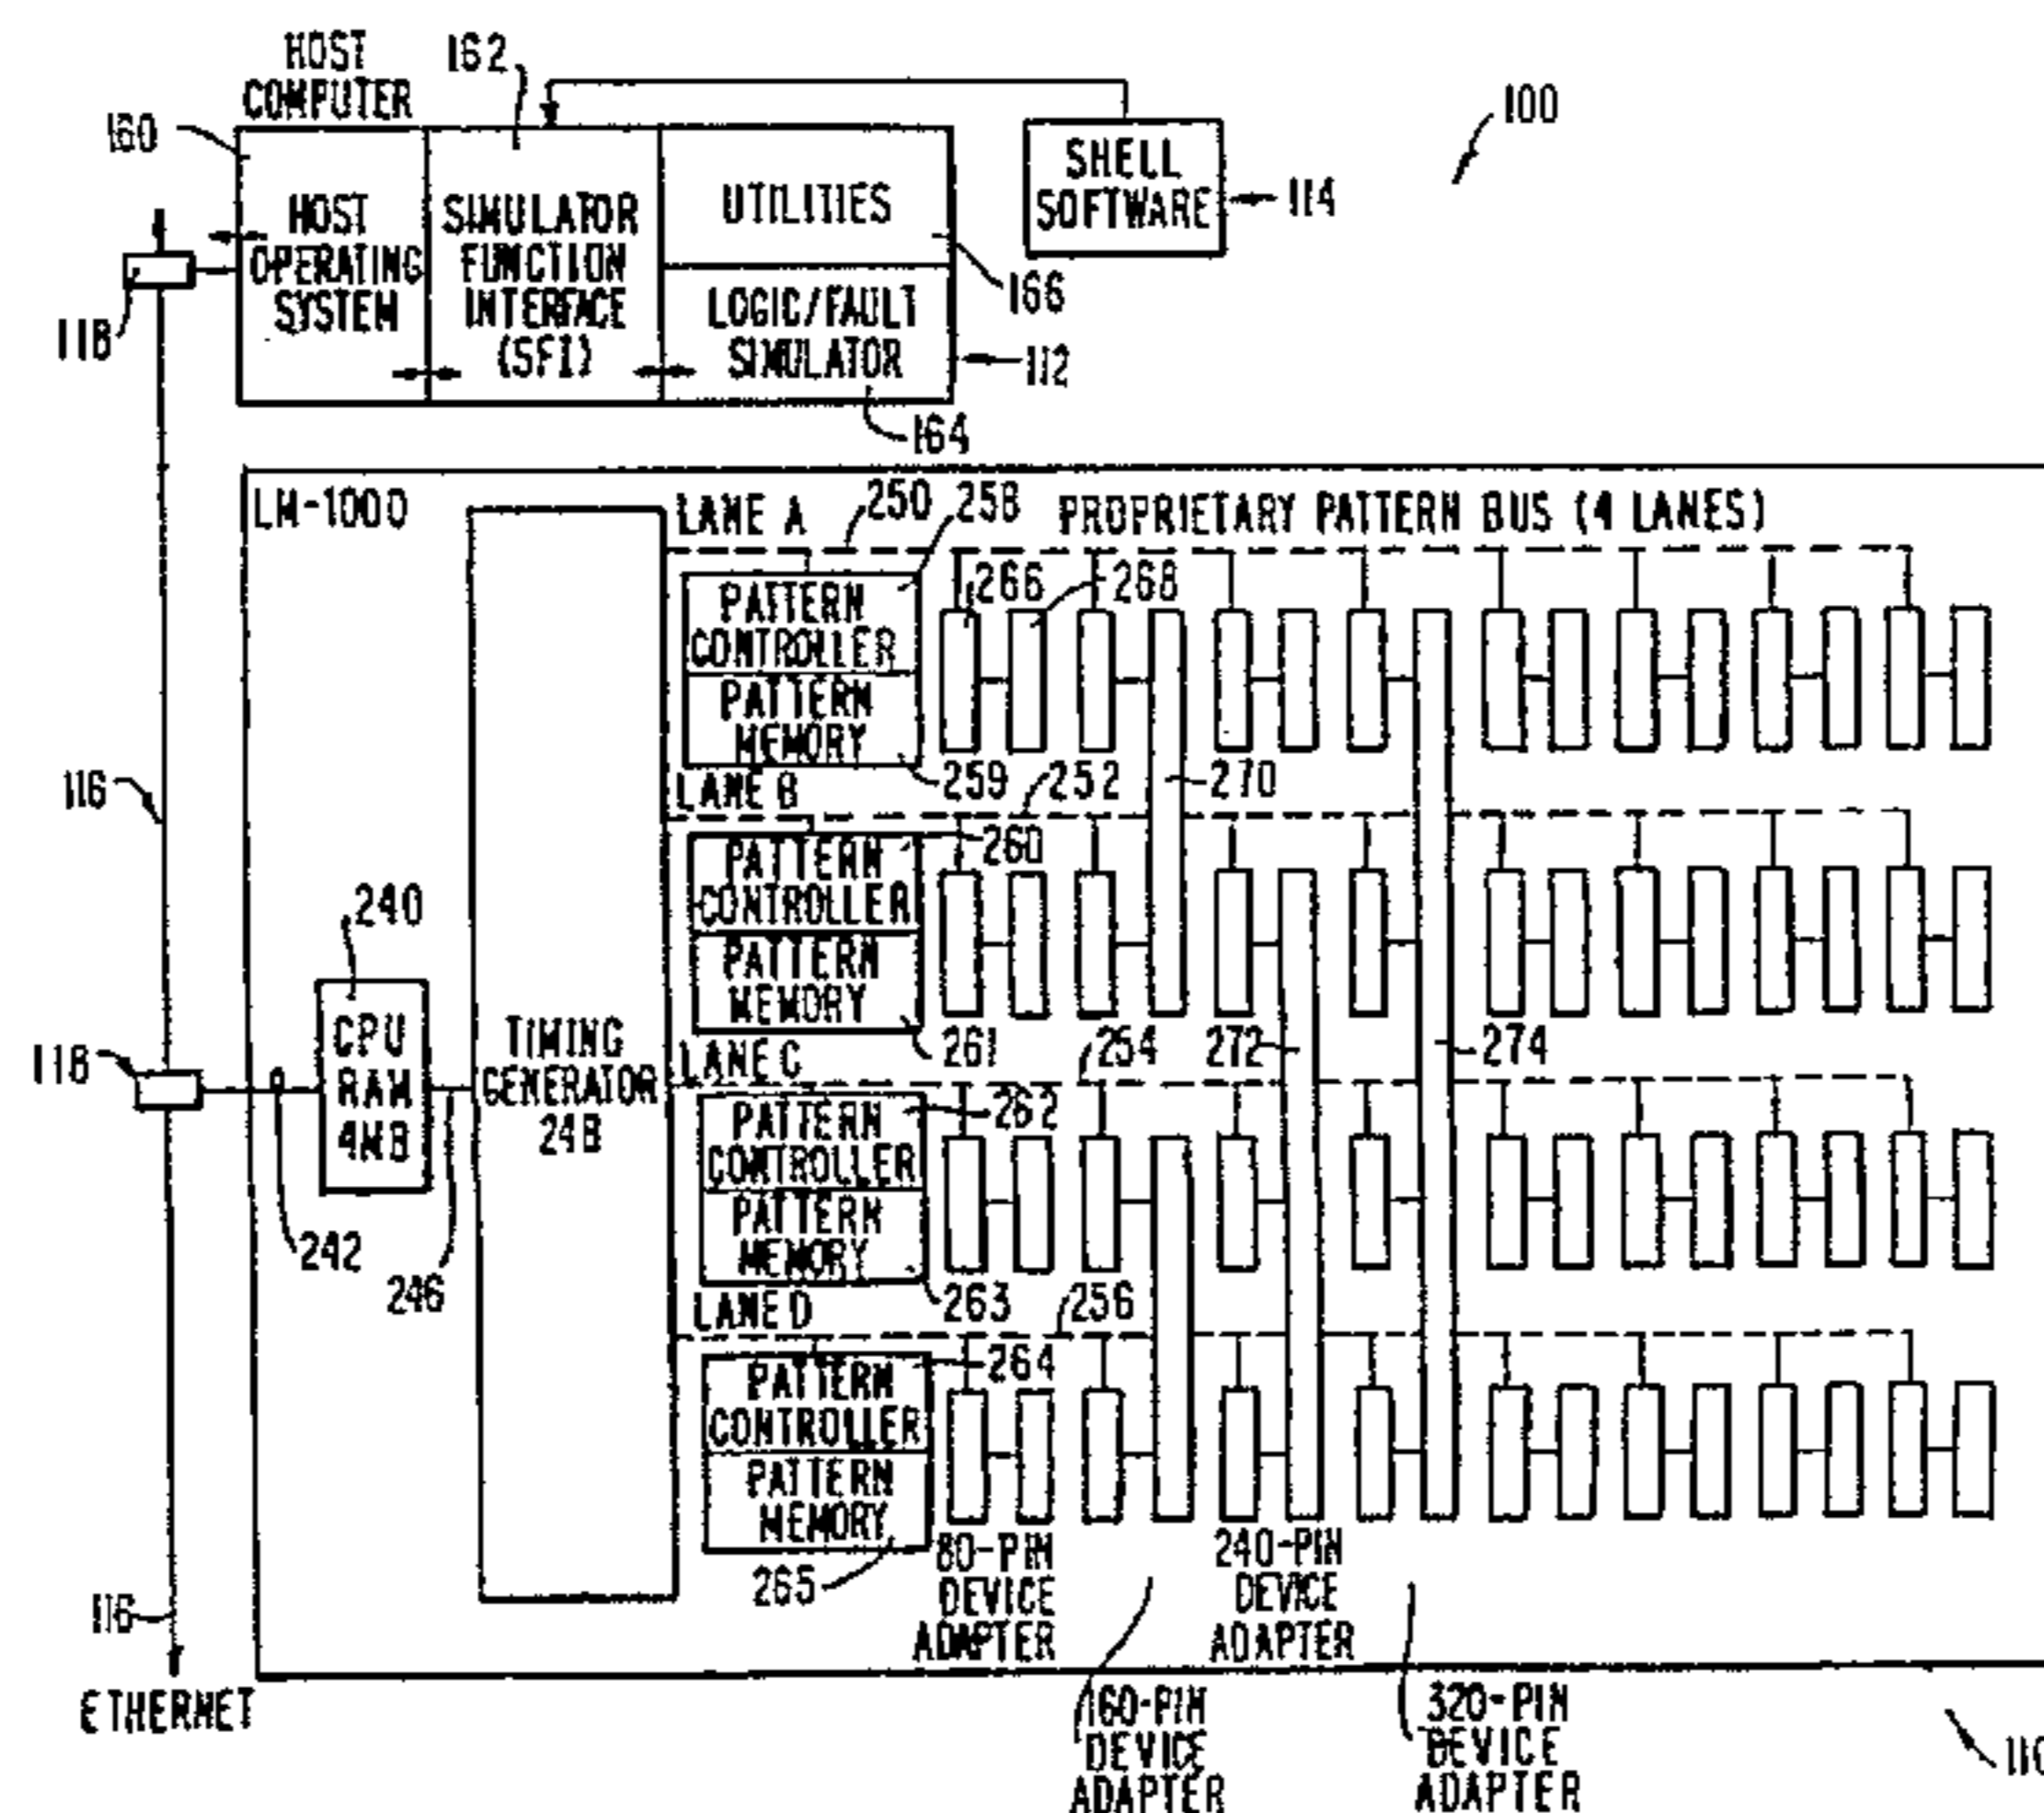 HOST
COMPUTER
162
160
100
SHELL
SOFTWARE
114
HOST
OPERATING
SYSTEM
SIMULATOR
FUNCTION
INTERFACE
(SFI)
UTILITIES
166
LOGIC/FAULT
SIMULATOR
118
112
164
LM-1000
LANE A
250
258
PROPRIETARY PATTERN BUS (4 LANES)
PATTERN
CONTROLLER
PATTERN
MEMORY
266
268
259
270
116
LANE B
252
PATTERN
CONTROLLER
PATTERN
MEMORY
260
261
240
CPU
RAM
4MB
TIMING
GENERATOR
248
118
LANE C
254
272
274
PATTERN
CONTROLLER
PATTERN
MEMORY
262
263
242
246
LANE D
256
PATTERN
CONTROLLER
PATTERN
MEMORY
264
265
80-PIN
DEVICE
ADAPTER
240-PIN
DEVICE
ADAPTER
116
ETHERNET
160-PIN
DEVICE
ADAPTER
320-PIN
DEVICE
ADAPTER
110